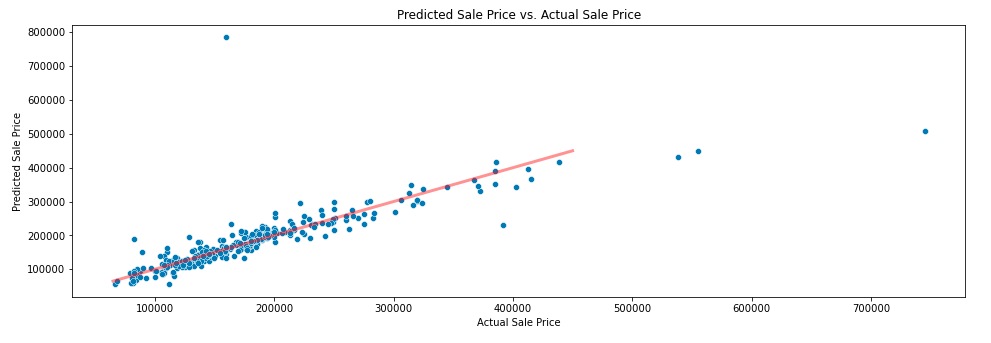 Predicted Sale Price vs. Actual Sale Price
800000
700000
600000
500000
400000
300000
200000
100000
Predicted Sale Price
100000 200000 300000 400000 500000 600000 700000
Actual Sale Price